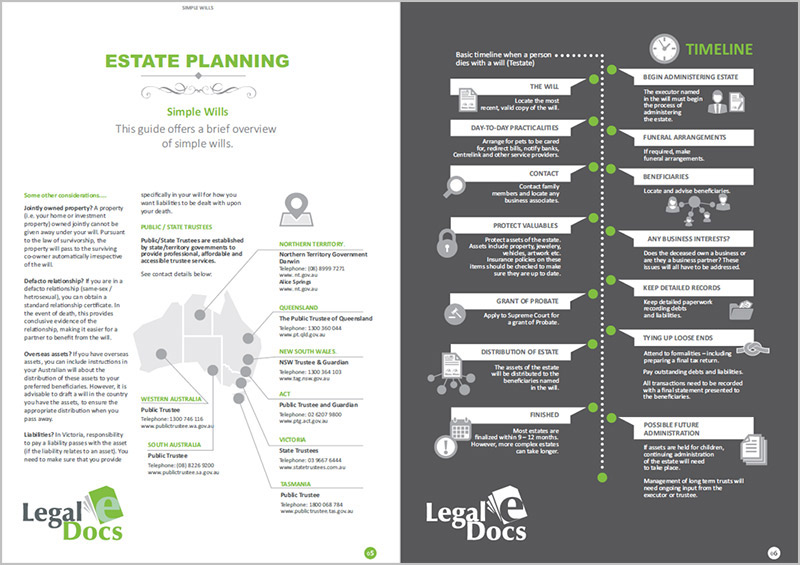 SIMPLE WILLS
ESTATE PLANNING
Simple Wills
This guide offers a brief overview
of simple wills.
Some other considerations....
Jointly owned property? A property
(i.e. your home or investment
property) owned jointly cannot be
given away under your will. Pursuant
to the law of survivorship, the
property will pass to the surviving
co-owner automatically irrespective
of the will.
Defacto relationship? If you are in a
defacto relationship (same-sex /
hetrosexual), you can obtain a
standard relationship certificate. In
the event of death, this provides
conclusive evidence of the
relationship, making it easier for a
partner to benefit from the will.
Overseas assets? If you have overseas
assets, you can include instructions in
your Australian will about the
distribution of these assets to your
preferred beneficiaries. However, it is
advisable to draft a will in the country
you have the assets, to ensure the
appropriate distribution when you
pass away.
Liabilities? In Victoria, responsibility
to pay a liability passes with the asset
(if the liability relates to an asset). You
need to make sure that you provide
specifically in your will for how you
want liabilities to be dealt with upon
your death.
PUBLIC / STATE TRUSTEES
Public/State Trustees are established
by state/territory governments to
provide professional, affordable and
accessible trustee services.
See contact details below:
NORTHERN TERRITORY.
Northern Territory Government
Darwin
Telephone: (08) 8999 7271
www. nt.gov.au
Alice Springs
www. nt.gov.au
QUEENSLAND
The Public Trustee of Queensland
Telephone: 1300 360 044
www. pt.qld.gov.au
NEW SOUTH WALES.
NSW Trustee & Guardian
Telephone: 1300 364 103
www.tag.nsw.gov.au
ACT
Public Trustee and Guardian
Telephone: 02 6207 9800
www.ptg.act.gov.au
VICTORIA
State Trustees
Telephone: 03 9667 6444
www.statetrustees.com.au
TASMANIA
Public Trustee
Telephone: 1800 068 784
www.publictrustee.tas.gov.au
WESTERN AUSTRALIA
Public Trustee
Telephone: 1300 746 116
www.publictrustee.wa.gov.au
SOUTH AUSTRALIA
Public Trustee
Telephone: (08) 8226 9200
www.publictrustee.sa.gov.au
Legal e
Docs
05
TIMELINE
Basic timeline when a person
dies with a will (Testate)
THE WILL
Locate the most
recent, valid copy of the will.
BEGIN ADMINISTERING ESTATE
The executor named
in the will must begin
the process of
administering
the estate.
DAY-TO-DAY PRACTICALITIES
Arrange for pets to be cared
for, redirect bills, notify banks,
Centrelink and other service providers.
FUNERAL ARRANGEMENTS
If required, make
funeral arrangements.
CONTACT
Contact family
members and locate any
business associates.
BENEFICIARIES
Locate and advise beneficiaries.
PROTECT VALUABLES
Protect assets of the estate.
Assets include property, jewelery,
vehicles, artwork etc.
Insurance policies on these
items should be checked to make
sure they are up to date.
ANY BUSINESS INTERESTS?
Does the deceased own a business or
are they a business partner? These
issues will all have to be addressed.
GRANT OF PROBATE
Apply to Supreme Court for
a grant of Probate.
KEEP DETAILED RECORDS
Keep detailed paperwork
recording debts
and liabilities.
DISTRIBUTION OF ESTATE
The assets of the estate
will be distributed to the
beneficiaries named
in the will.
TYING UP LOOSE ENDS
Attend to formalities – including
preparing a final tax return.
Pay outstanding debts and liabilities.
All transactions need to be recorded
with a final statement presented to
the beneficiaries.
FINISHED
Most estates are
finalized within 9 – 12 months.
However, more complex estates
can take longer.
POSSIBLE FUTURE
ADMINISTRATION
If assets are held for children,
continuing administration
of the estate will need
to take place.
Management of long term trusts will
need ongoing input from the
executor or trustee.
Legal e
Docs
06